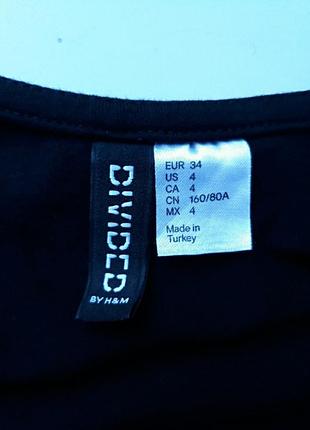 DIVIDED
BY H&M
EUR 34
US 4
CA 4
CN 160/80A
MX 4
Made in
Turkey